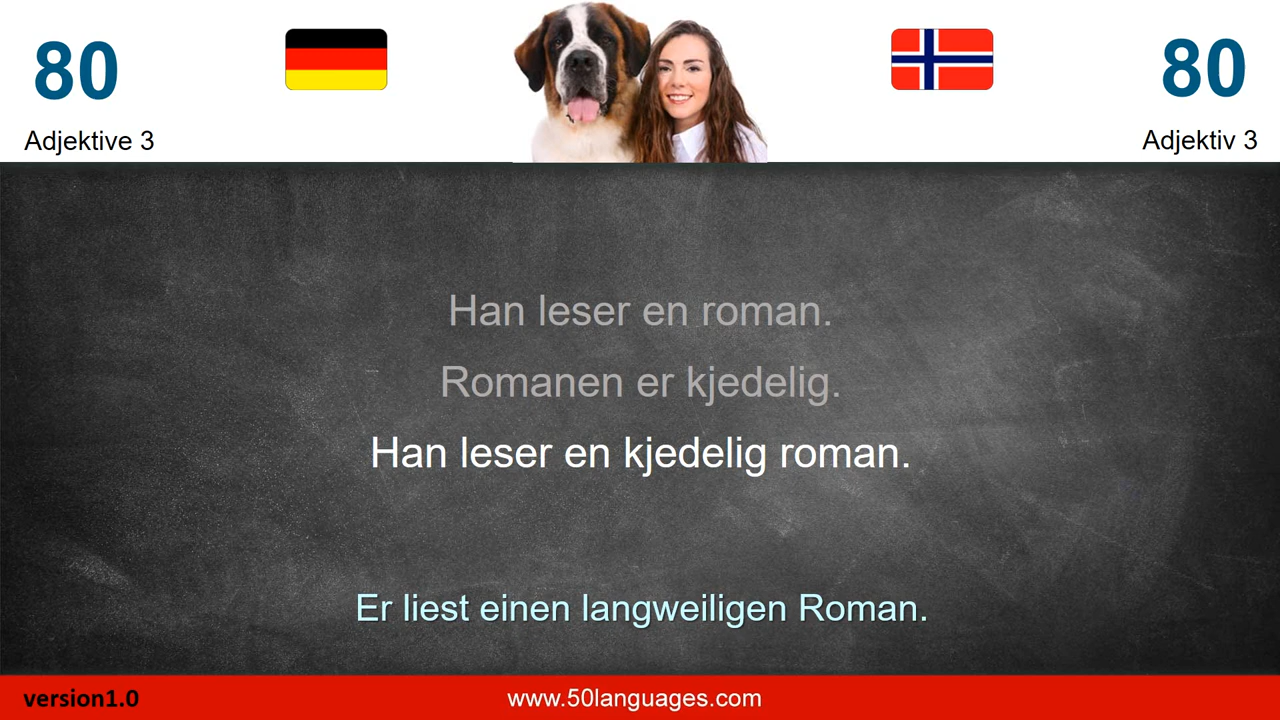 80
80
Adjektive 3
Adjektiv 3
Han leser en roman.
Romanen er kjedelig.
Han leser en kjedelig roman.
Er liest einen langweiligen Roman.
version1.0
www.50languages.com